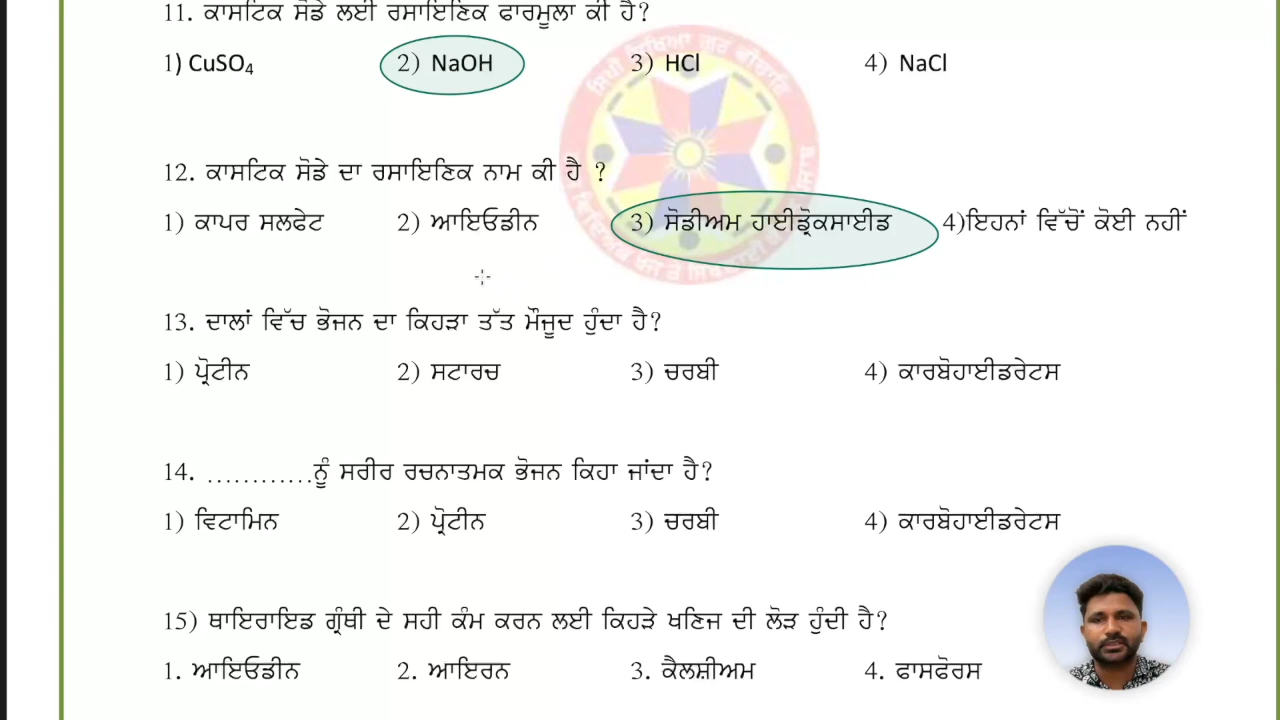 11. ਕਾਸਟਿਕ ਸੋਡੇ ਲਈ ਰਸਾਇਣਿਕ ਫਾਰਮੂਲਾ ਕੀ ਹੈ?
1) CuSO₄ 2) NaOH 3) HCl 4) NaCl
12. ਕਾਸਟਿਕ ਸੋਡੇ ਦਾ ਰਸਾਇਣਿਕ ਨਾਮ ਕੀ ਹੈ ?
1) ਕਾਪਰ ਸਲਫੇਟ 2) ਆਇਓਡੀਨ 3) ਸੋਡੀਅਮ ਹਾਈਡ੍ਰੋਕਸਾਈਡ 4)ਇਹਨਾਂ ਵਿੱਚੋਂ ਕੋਈ ਨਹੀਂ
13. ਦਾਲਾਂ ਵਿੱਚ ਭੋਜਨ ਦਾ ਕਿਹੜਾ ਤੱਤ ਮੌਜੂਦ ਹੁੰਦਾ ਹੈ?
1) ਪ੍ਰੋਟੀਨ 2) ਸਟਾਰਚ 3) ਚਰਬੀ 4) ਕਾਰਬੋਹਾਈਡਰੇਟਸ
14. ............ਨੂੰ ਸਰੀਰ ਰਚਨਾਤਮਕ ਭੋਜਨ ਕਿਹਾ ਜਾਂਦਾ ਹੈ?
1) ਵਿਟਾਮਿਨ 2) ਪ੍ਰੋਟੀਨ 3) ਚਰਬੀ 4) ਕਾਰਬੋਹਾਈਡਰੇਟਸ
15) ਥਾਇਰਾਇਡ ਗ੍ਰੰਥੀ ਦੇ ਸਹੀ ਕੰਮ ਕਰਨ ਲਈ ਕਿਹੜੇ ਖਣਿਜ ਦੀ ਲੋੜ ਹੁੰਦੀ ਹੈ?
1. ਆਇਓਡੀਨ 2. ਆਇਰਨ 3. ਕੈਲਸ਼ੀਅਮ 4. ਫਾਸਫੋਰਸ